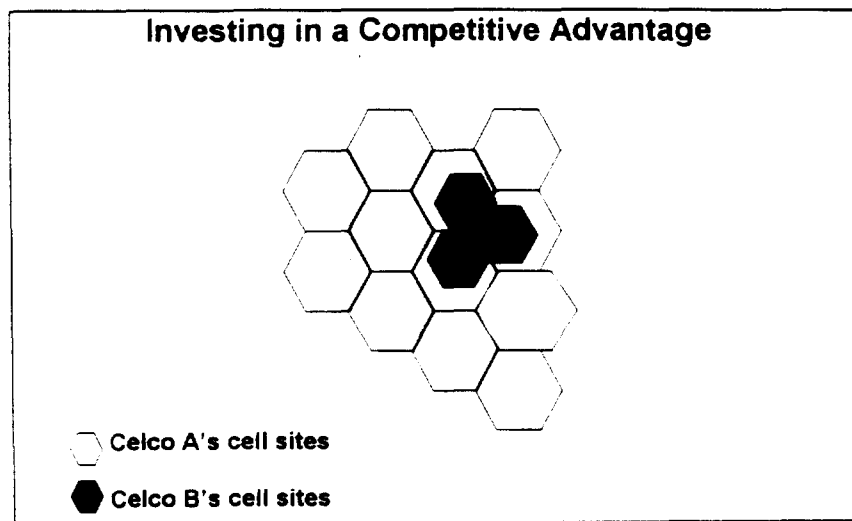 Investing in a Competitive Advantage
Celco A's cell sites
Celco B's cell sites